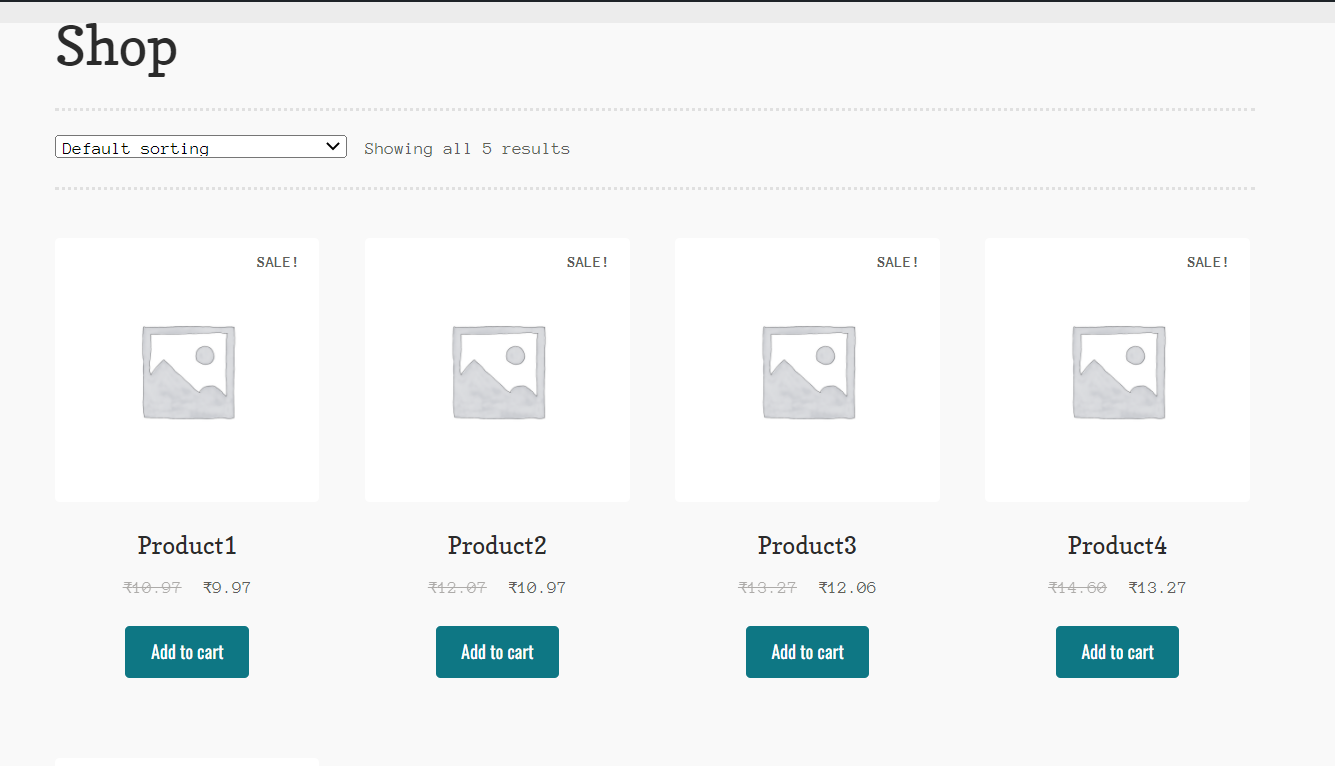 Shop
Default sorting Showing all 5 results
SALE! SALE! SALE! SALE!
Product1 Product2 Product3 Product4
₹10.97 ₹9.97 ₹12.07 ₹10.97 ₹13.27 ₹12.06 ₹14.60 ₹13.27
Add to cart Add to cart Add to cart Add to cart